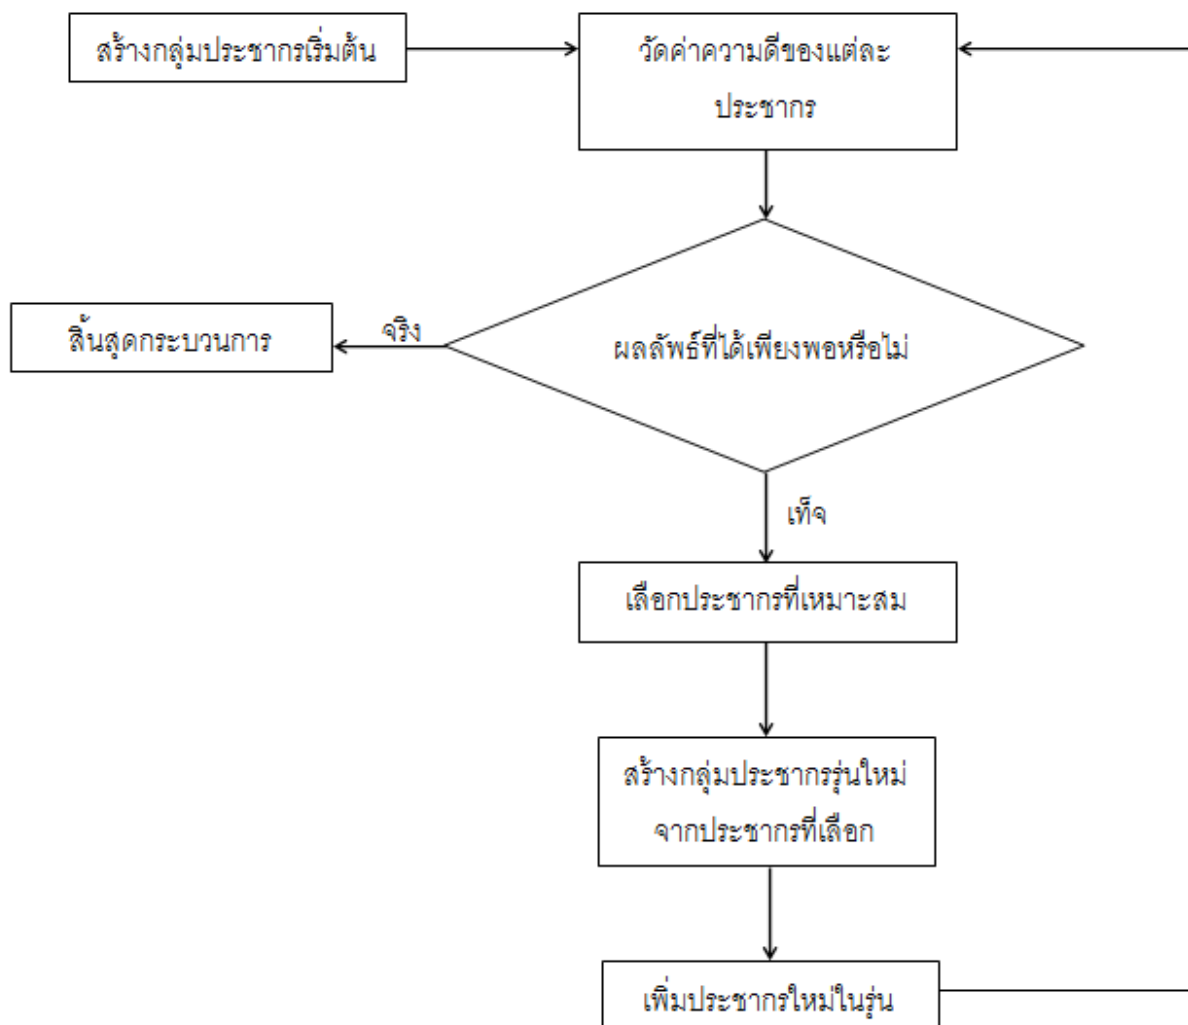 สร้างกลุ่มประชากรเริ่มต้น
วัดค่าความดีของแต่ละ
ประชากร
สิ้นสุดกระบวนการ
จริง
ผลลัพธ์ที่ได้เพียงพอหรือไม่
เท็จ
เลือกประชากรที่เหมาะสม
สร้างกลุ่มประชากรรุ่นใหม่
จากประชากรที่เลือก
เพิ่มประชากรใหม่ในรุ่น